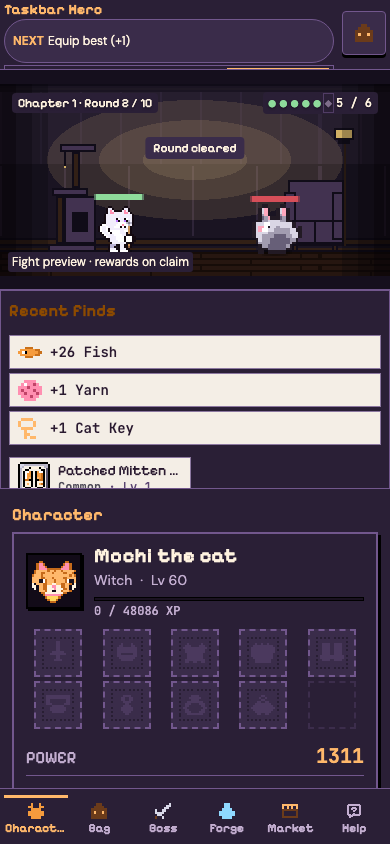 Taskbar Hero
NEXT Equip best (+1)
Chapter 1 · Round 2 / 10
5 / 6
Round cleared
Fight preview · rewards on claim
Recent finds
+26 Fish
+1 Yarn
+1 Cat Key
Patched Mitten ...
Common · Lv 1
Character
Mochi the cat
Witch · Lv 60
0 / 48086 XP
POWER
1311
Charact...
Bag
Boss
Forge
Market
Help